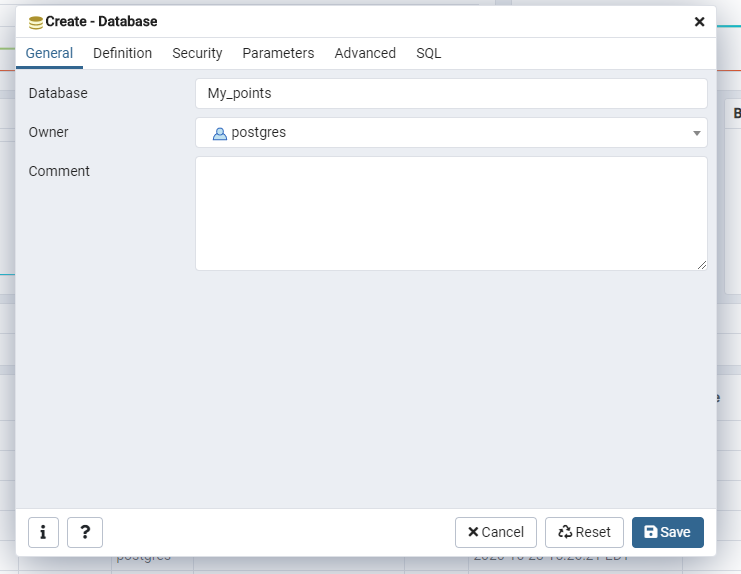 Create - Database
General Definition Security Parameters Advanced SQL
Database My_points
Owner postgres
Comment
Cancel Reset Save
postgres